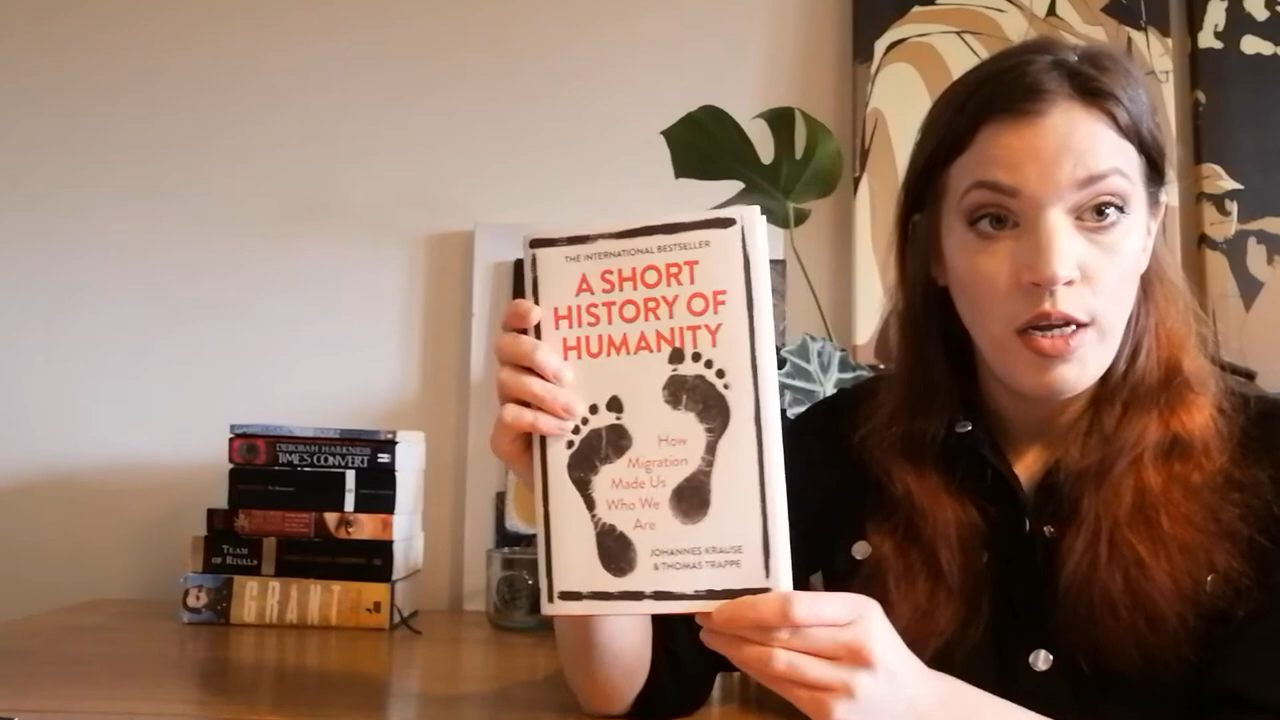 THE INTERNATIONAL BESTSELLER
A SHORT
HISTORY OF
HUMANITY
How
Migration
Made Us
Who We
Are
JOHANNES KRAUSE
& THOMAS TRAPPE
DEBORAH HARKNESS
TIME'S CONVERT
TEAM
OF RIVALS
GRANT